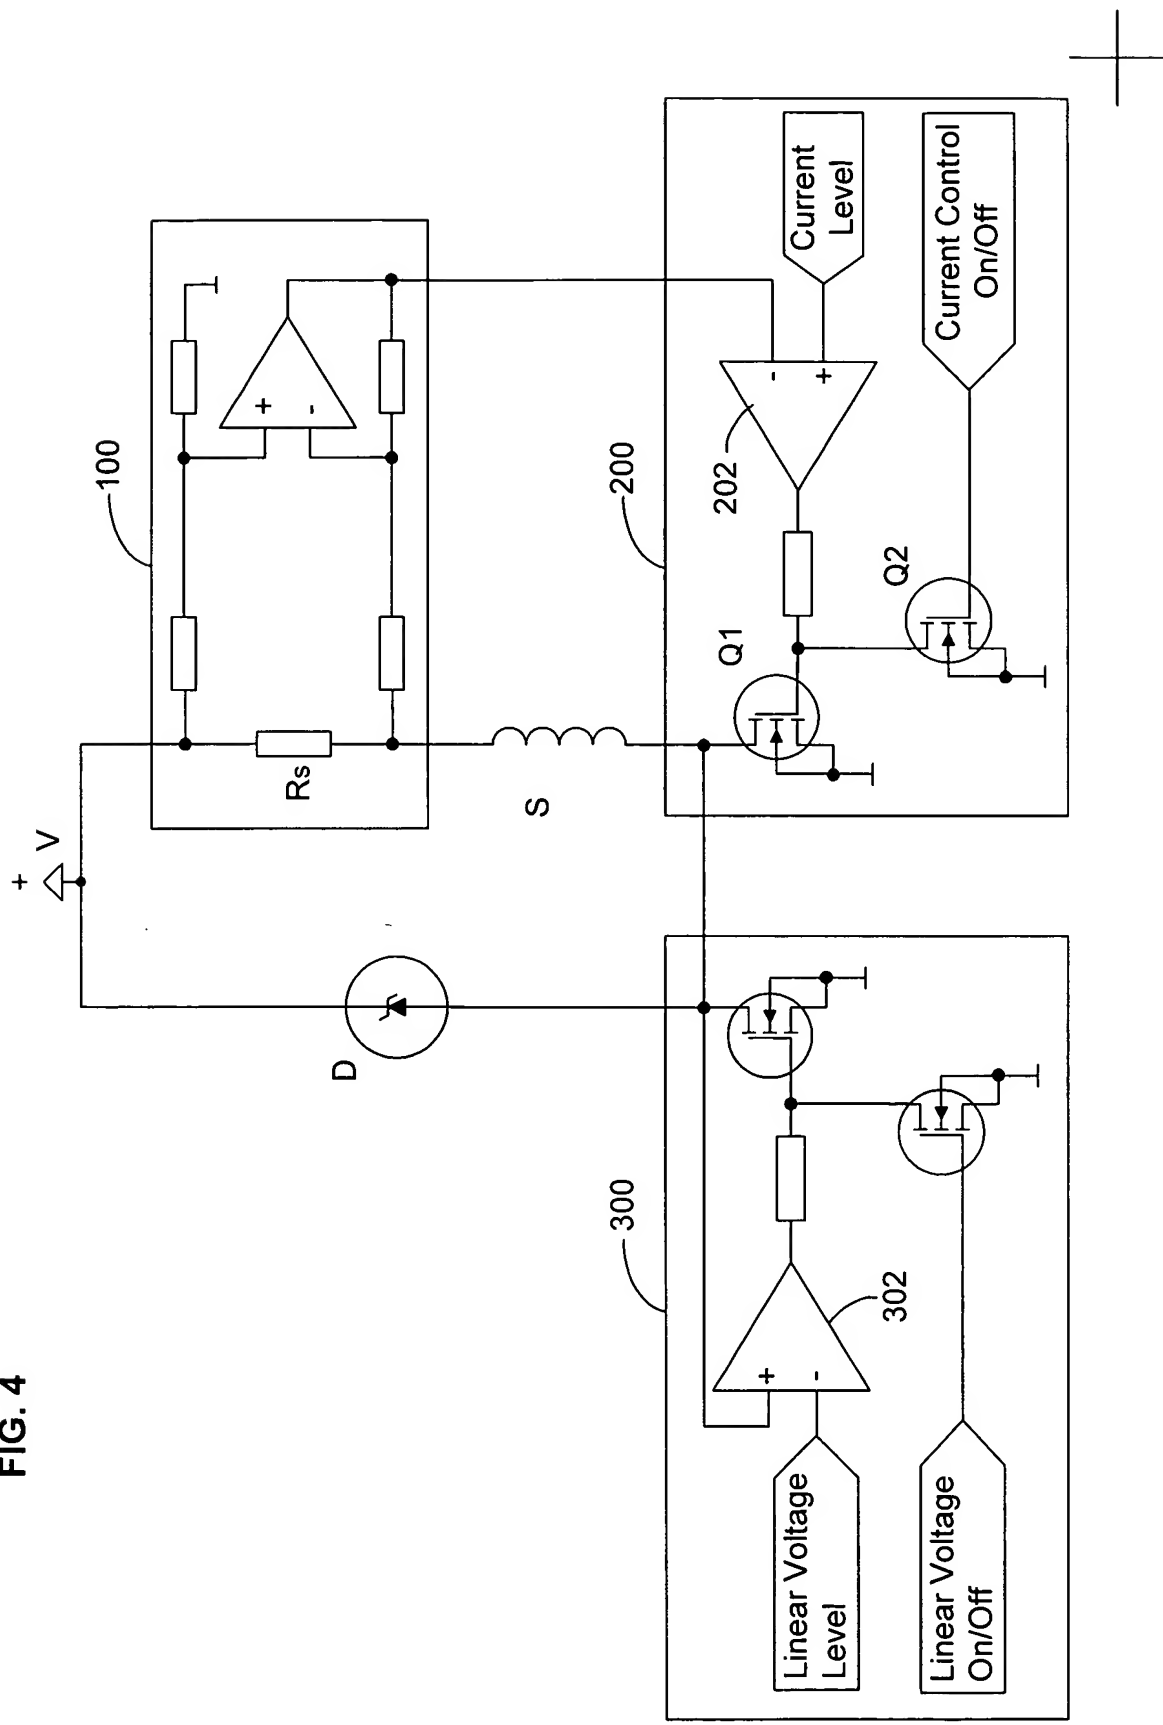 FIG. 4
+
V
100
Rs
+
-
D
S
200
Q1
202
-
+
Current
Level
Q2
Current Control
On/Off
300
302
+
-
Linear Voltage
Level
Linear Voltage
On/Off